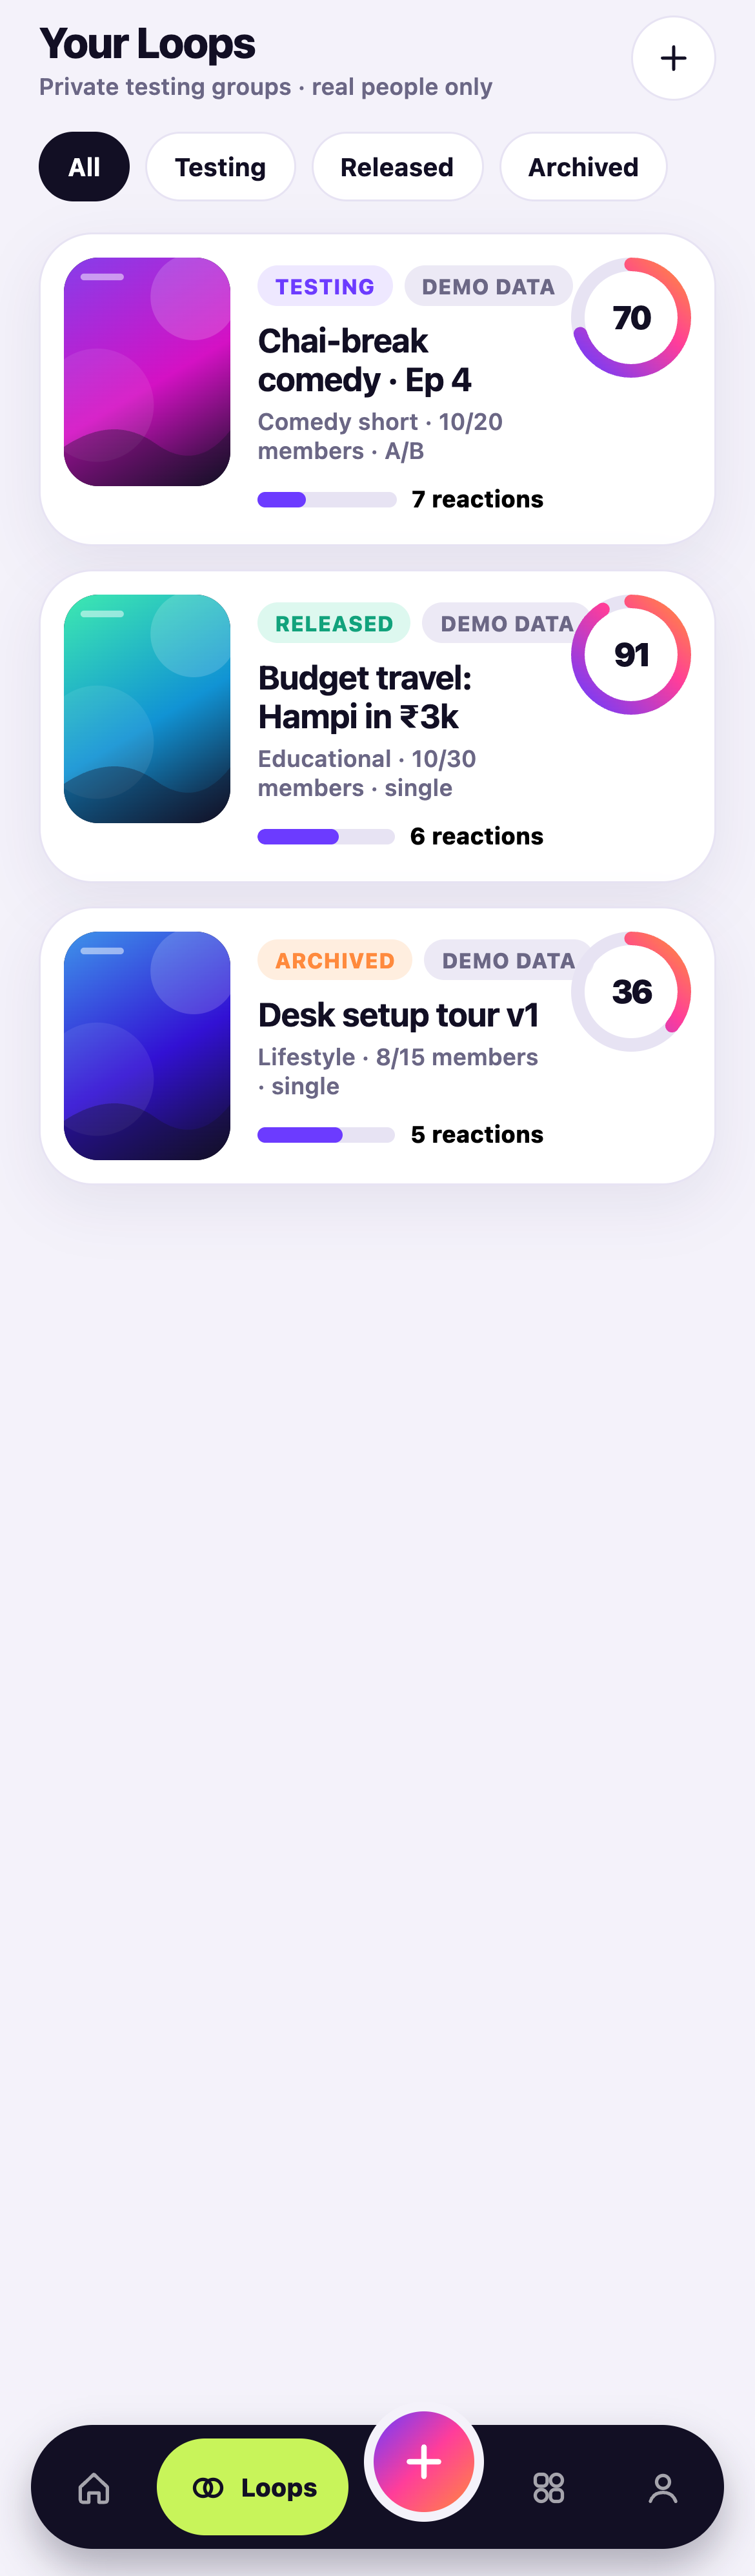 Your Loops
Private testing groups · real people only
All
Testing
Released
Archived
TESTING
DEMO DATA
70
Chai-break
comedy · Ep 4
Comedy short · 10/20
members · A/B
7 reactions
RELEASED
DEMO DATA
91
Budget travel:
Hampi in ₹3k
Educational · 10/30
members · single
6 reactions
ARCHIVED
DEMO DATA
36
Desk setup tour v1
Lifestyle · 8/15 members
· single
5 reactions
Loops